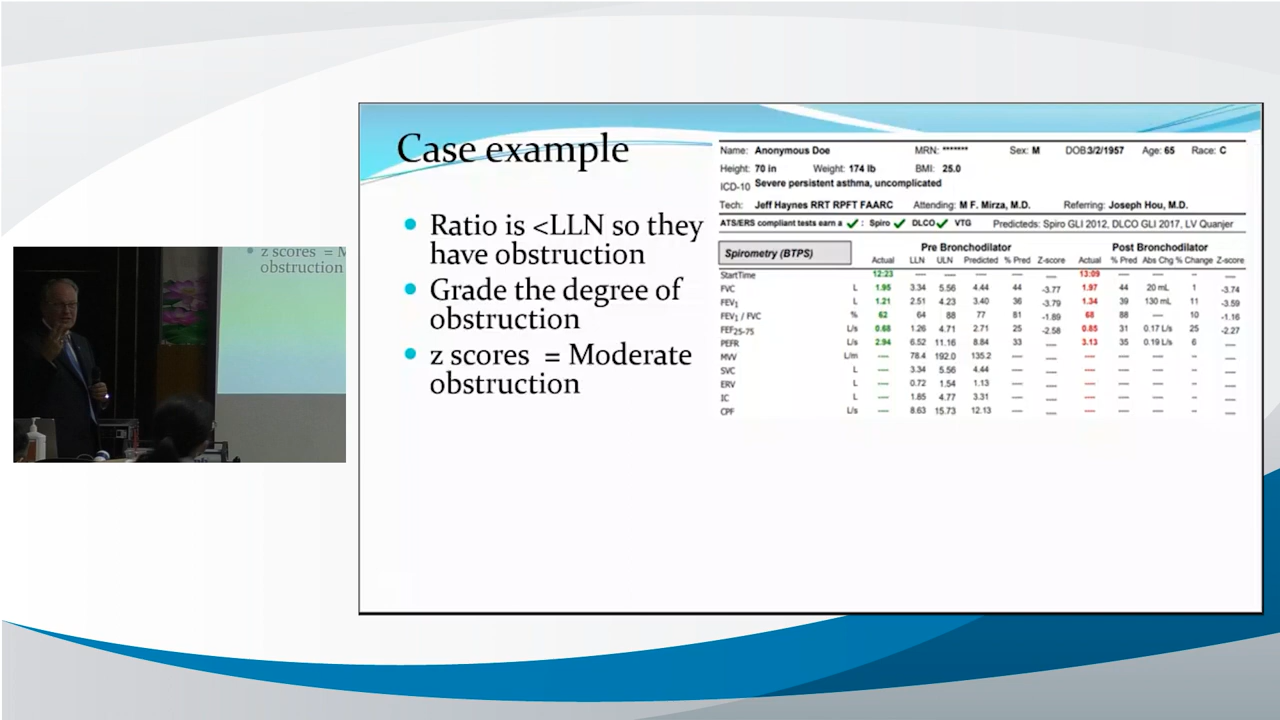 z scores = M
obstruction
Case example
Ratio is <LLN so they
have obstruction
Grade the degree of
obstruction
z scores = Moderate
obstruction
Name: Anonymous Doe MRN: ******* Sex: M DOB3/2/1957 Age: 65 Race: C
Height: 70 in Weight: 174 lb BMI: 25.0
ICD-10 Severe persistent asthma, uncomplicated
Tech: Jeff Haynes RRT RPFT FAARC Attending: M F. Mirza, M.D. Referring: Joseph Hou, M.D.
ATS/ERS compliant tests earn a ✓: Spiro ✓ DLCO ✓ VTG Predicteds: Spiro GLI 2012, DLCO GLI 2017, LV Quanjer
Spirometry (BTPS) Pre Bronchodilator Post Bronchodilator
Actual LLN ULN Predicted % Pred Z-score Actual % Pred Abs Chg % Change Z-score
StartTime 12:23 — — — — — 13:09 — — -- —
FVC L 1.95 3.34 5.56 4.44 44 -3.77 1.97 44 20 mL 1 -3.74
FEV1 L 1.21 2.51 4.23 3.40 36 -3.79 1.34 39 130 mL 11 -3.59
FEV1 / FVC % 62 64 88 77 81 -1.89 68 88 — 10 -1.16
FEF25-75 L/s 0.68 1.26 4.71 2.71 25 -2.58 0.85 31 0.17 L/s 25 -2.27
PEFR L/s 2.94 6.52 11.16 8.84 33 3.13 35 0.19 L/s 6 —
MVV L/m — 78.4 192.0 135.2 — — — — — -- —
SVC L — 3.34 5.56 4.44 — — — — — -- —
ERV L — 0.72 1.54 1.13 — — — — — -- —
IC L — 1.85 4.77 3.31 — — — — — -- —
CPF L/s — 8.63 15.73 12.13 — — — — — -- —